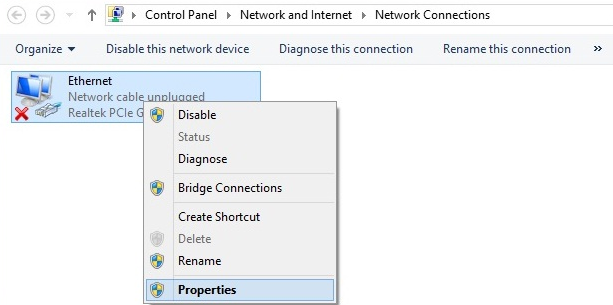 Control Panel Network and Internet Network Connections
Organize Disable this network device Diagnose this connection Rename this connection »
Ethernet
Network cable unplugged
Realtek PCIe G
Disable
Status
Diagnose
Bridge Connections
Create Shortcut
Delete
Rename
Properties